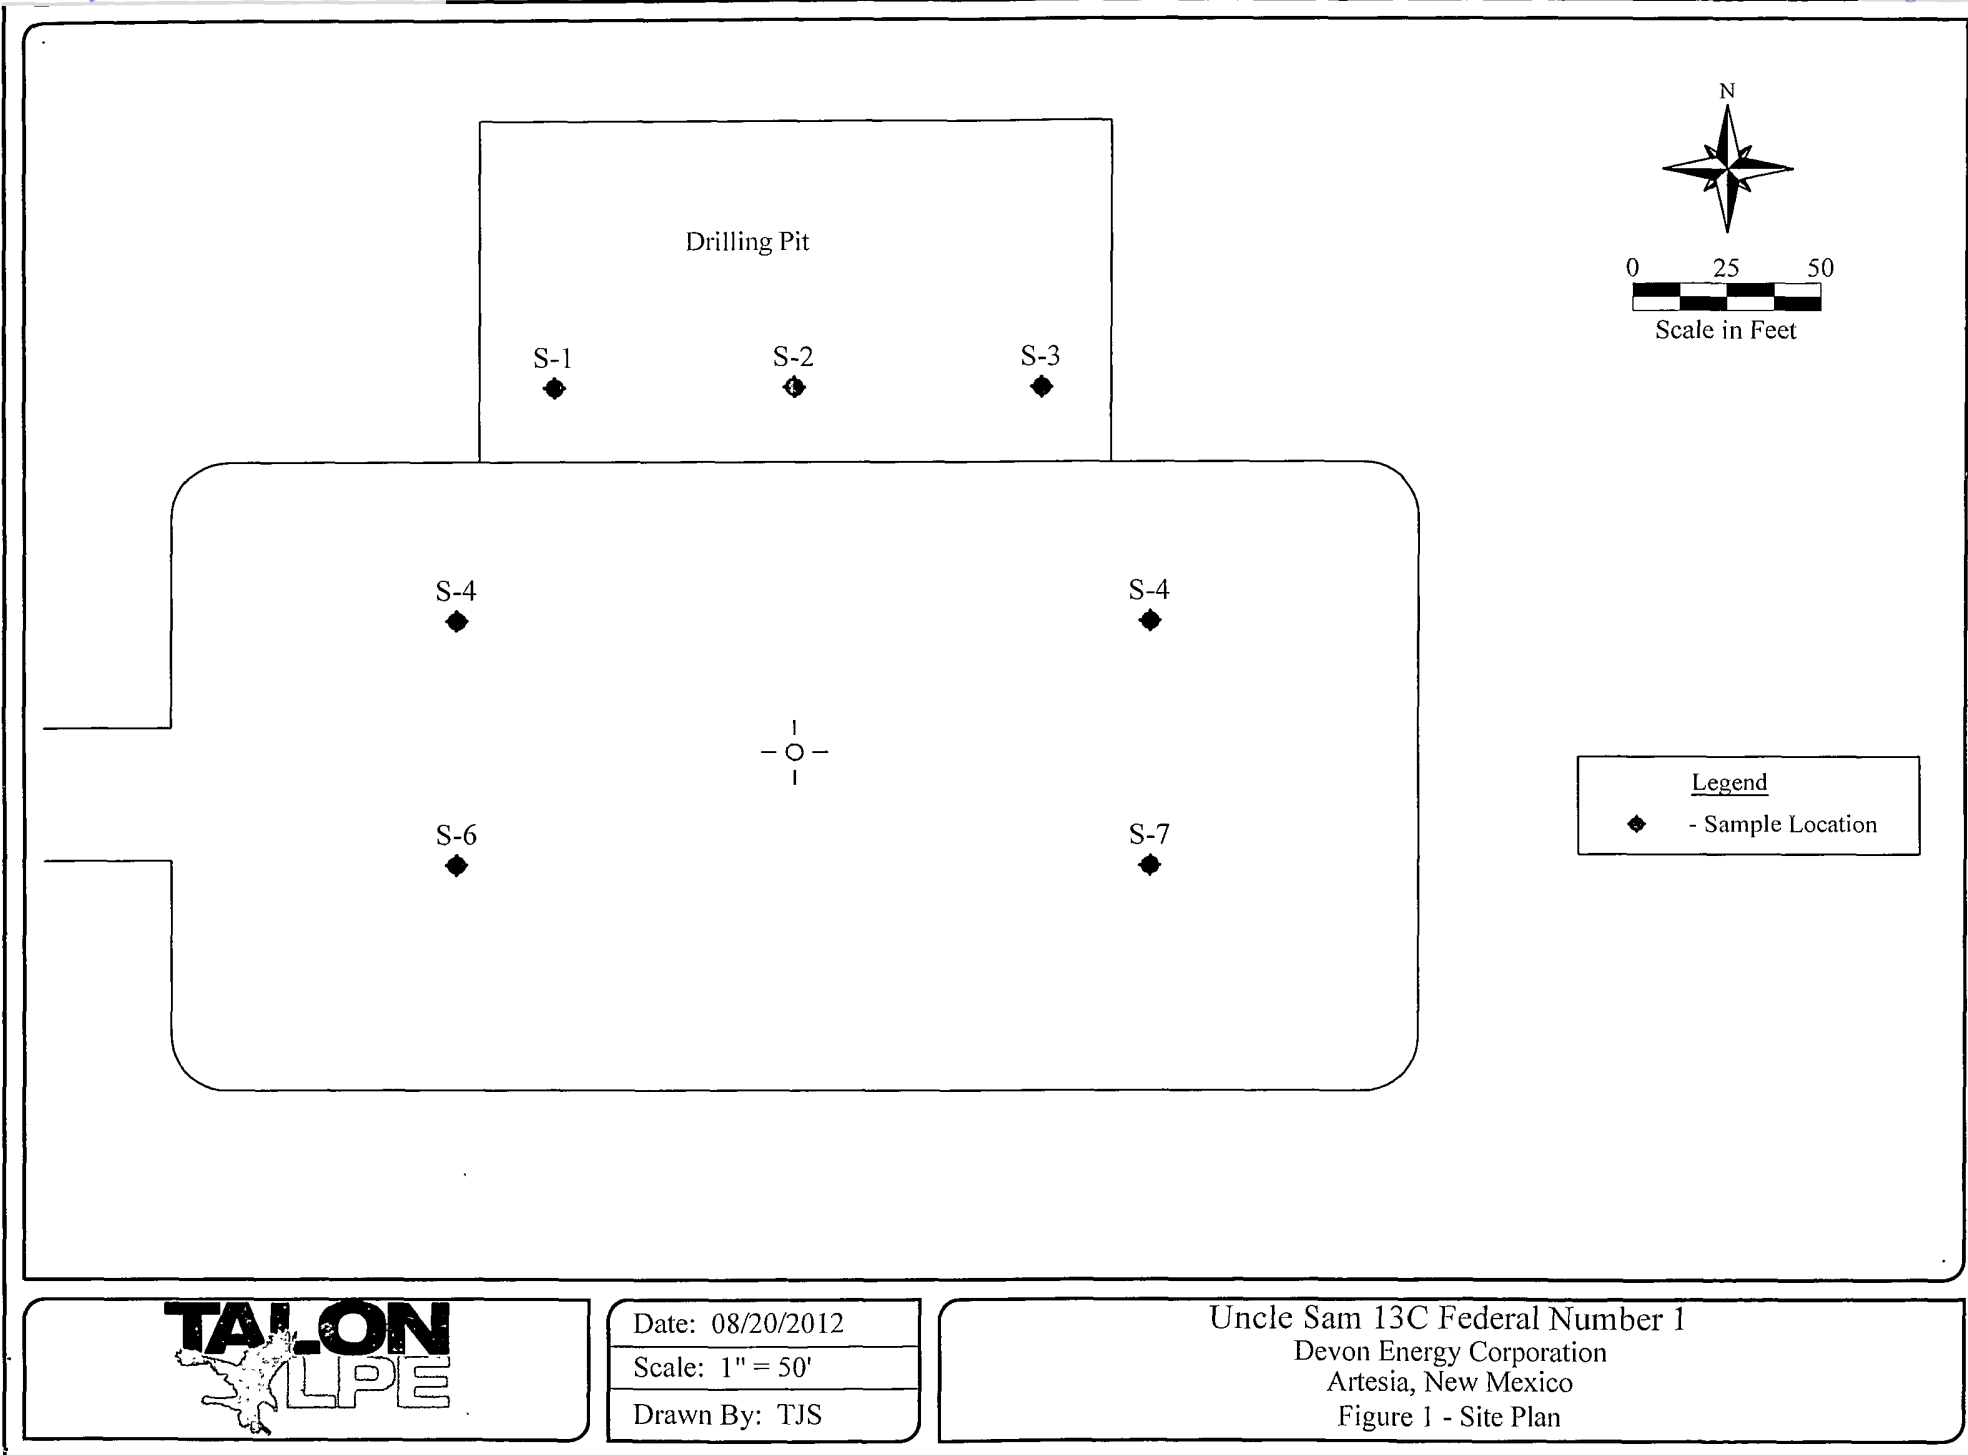 N
0 25 50
Scale in Feet
Drilling Pit
S-1 S-2 S-3
S-4 S-4
S-6 S-7
Legend
- Sample Location
TALON
LPE
Date: 08/20/2012
Scale: 1" = 50'
Drawn By: TJS
Uncle Sam 13C Federal Number 1
Devon Energy Corporation
Artesia, New Mexico
Figure 1 - Site Plan